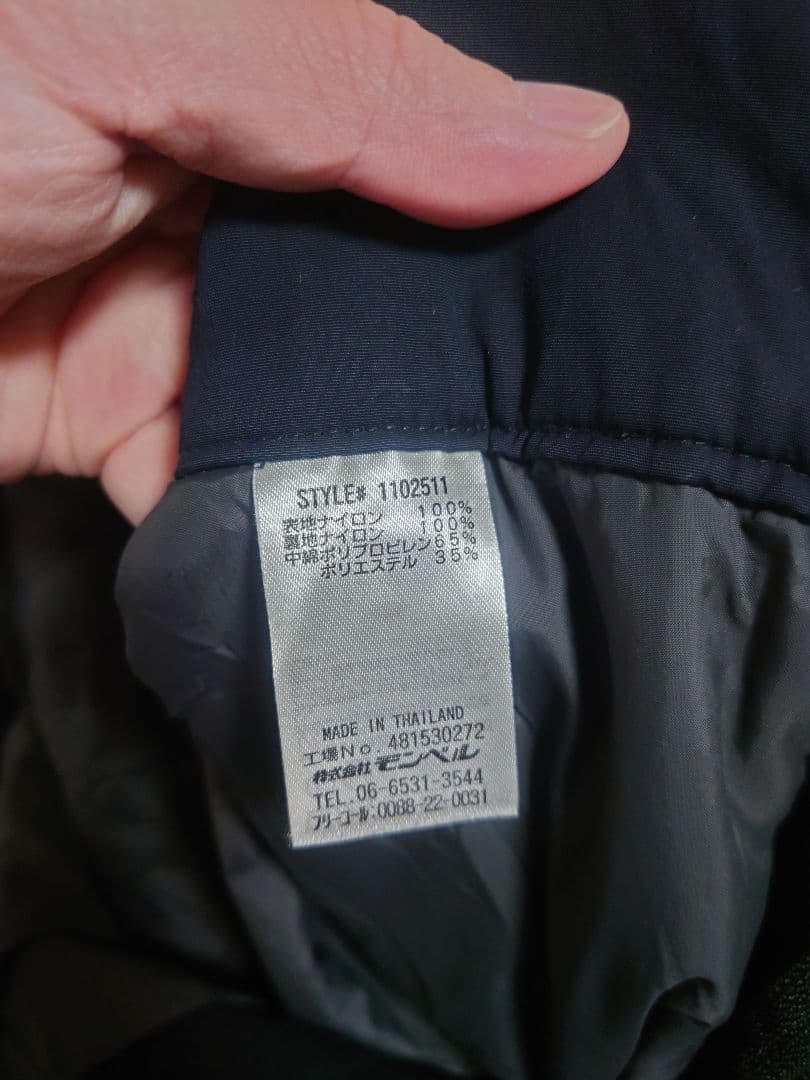 STYLE# 1102511
表地ナイロン 100%
裏地ナイロン 100%
中綿ポリプロピレン65%
ポリエステル 35%
MADE IN THAILAND
工場No. 481530272
株式会社モンベル
TEL.06-6531-3544
フリーコール:0088-22-0031